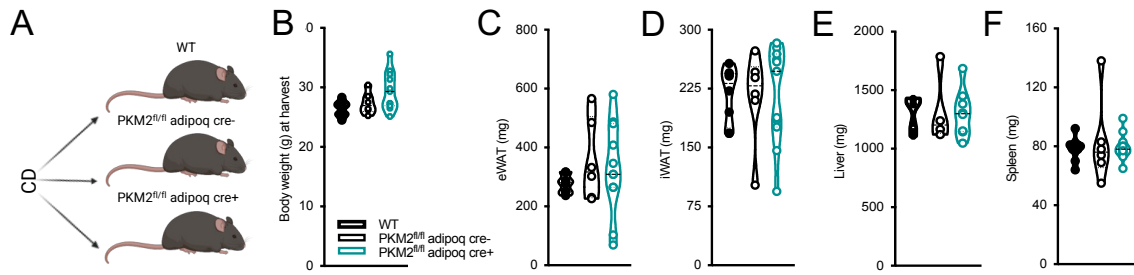 A
WT
PKM2fl/fl adipoq cre-
PKM2fl/fl adipoq cre+
CD
B
Body weight (g) at harvest
0
30
20
10
0
WT
PKM2fl/fl adipoq cre-
PKM2fl/fl adipoq cre+
C
eWAT (mg)
800
600
400
200
0
D
iWAT (mg)
300
225
150
75
0
E
Liver (mg)
2000
1500
1000
500
0
F
Spleen (mg)
160
120
80
40
0